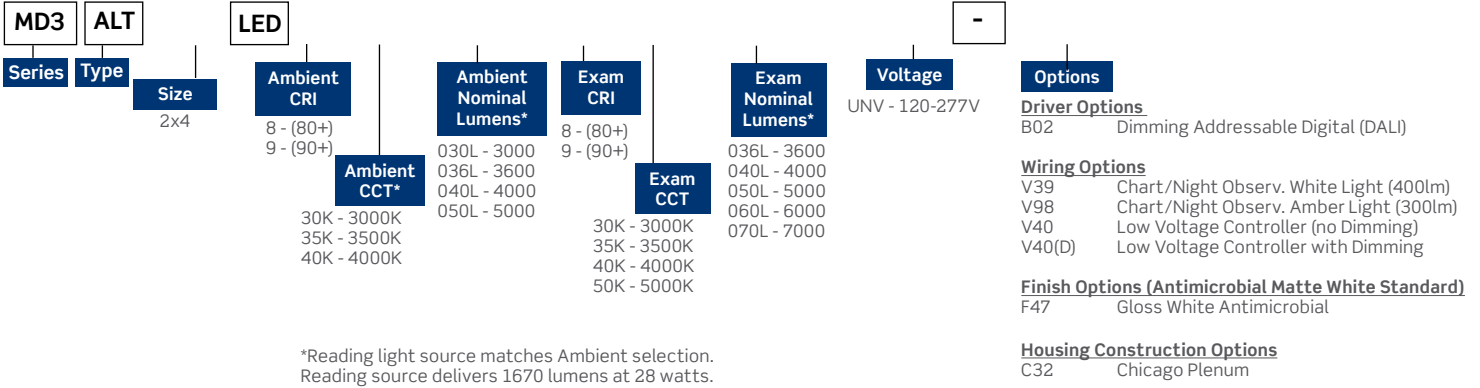 MD3 ALT LED -
Series
Type
Size
2x4
Ambient
CRI
8 - (80+)
9 - (90+)
Ambient
CCT*
30K - 3000K
35K - 3500K
40K - 4000K
Ambient
Nominal
Lumens*
030L - 3000
036L - 3600
040L - 4000
050L - 5000
Exam
CRI
8 - (80+)
9 - (90+)
Exam
CCT
30K - 3000K
35K - 3500K
40K - 4000K
50K - 5000K
Exam
Nominal
Lumens*
036L - 3600
040L - 4000
050L - 5000
060L - 6000
070L - 7000
Voltage
UNV - 120-277V
Options
Driver Options
B02 Dimming Addressable Digital (DALI)
Wiring Options
V39 Chart/Night Observ. White Light (400lm)
V98 Chart/Night Observ. Amber Light (300lm)
V40 Low Voltage Controller (no Dimming)
V40(D) Low Voltage Controller with Dimming
Finish Options (Antimicrobial Matte White Standard)
F47 Gloss White Antimicrobial
Housing Construction Options
C32 Chicago Plenum
*Reading light source matches Ambient selection.
Reading source delivers 1670 lumens at 28 watts.